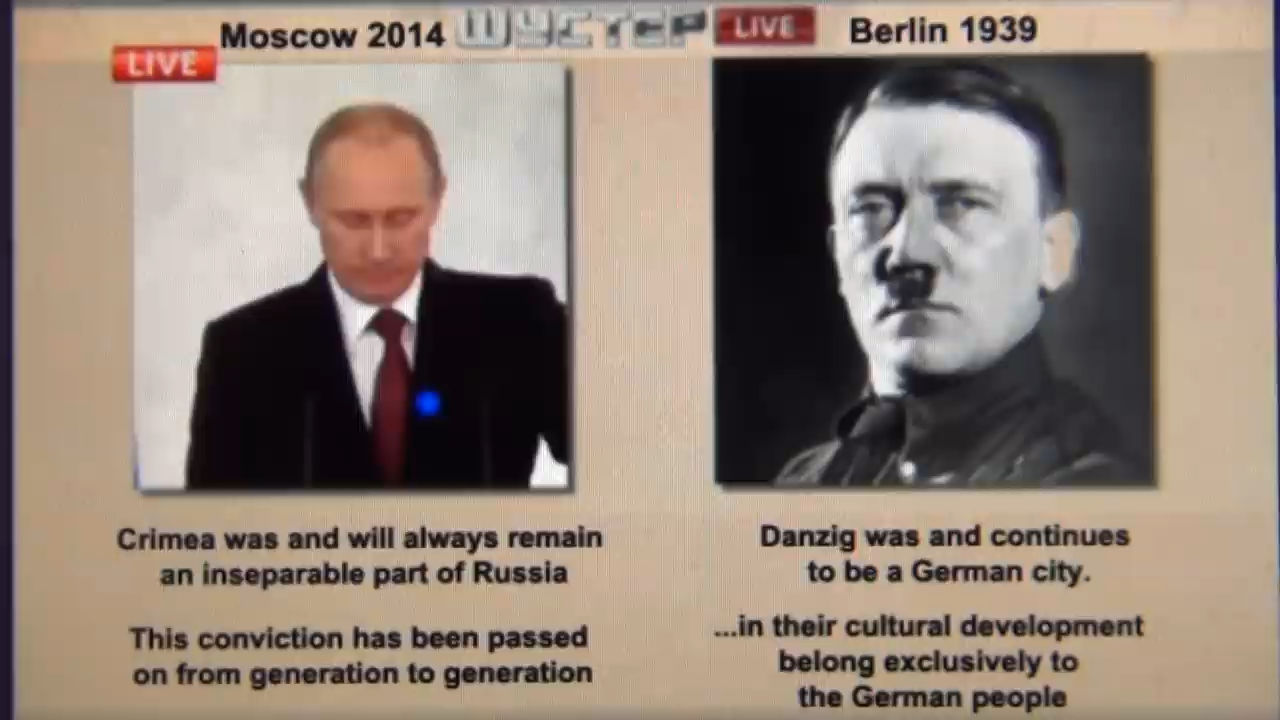 Moscow 2014
ШУСТЕР LIVE
Berlin 1939
LIVE
Crimea was and will always remain
an inseparable part of Russia
This conviction has been passed
on from generation to generation
Danzig was and continues
to be a German city.
...in their cultural development
belong exclusively to
the German people